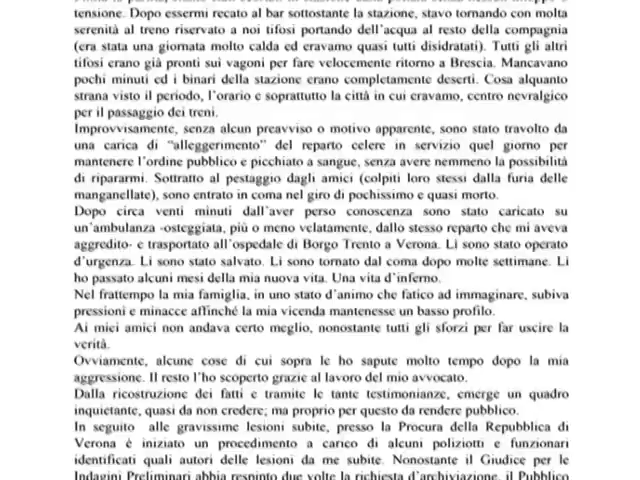 tensione. Dopo essermi recato al bar sottostante la stazione, stavo tornando con molta
serenità al treno riservato a noi tifosi portando dell'acqua al resto della compagnia
(era stata una giornata molto calda ed eravamo quasi tutti disidratati). Tutti gli altri
tifosi erano già pronti sui vagoni per fare velocemente ritorno a Brescia. Mancavano
pochi minuti ed i binari della stazione erano completamente deserti. Cosa alquanto
strana visto il periodo, l'orario e soprattutto la città in cui eravamo, centro nevralgico
per il passaggio dei treni.
Improvvisamente, senza alcun preavviso o motivo apparente, sono stato travolto da
una carica di "alleggerimento" del reparto celere in servizio quel giorno per
mantenere l'ordine pubblico e picchiato a sangue, senza avere nemmeno la possibilità
di ripararmi. Sottratto al pestaggio dagli amici (colpiti loro stessi dalla furia delle
manganellate), sono entrato in coma nel giro di pochissimo e quasi morto.
Dopo circa venti minuti dall'aver perso conoscenza sono stato caricato su
un'ambulanza -osteggiata, più o meno velatamente, dallo stesso reparto che mi aveva
aggredito- e trasportato all'ospedale di Borgo Trento a Verona. Lì sono stato operato
d'urgenza. Lì sono stato salvato. Lì sono tornato dal coma dopo molte settimane. Lì
ho passato alcuni mesi della mia nuova vita. Una vita d'inferno.
Nel frattempo la mia famiglia, in uno stato d'animo che fatico ad immaginare, subiva
pressioni e minacce affinché la mia vicenda mantenesse un basso profilo.
Ai miei amici non andava certo meglio, nonostante tutti gli sforzi per far uscire la
verità.
Ovviamente, alcune cose di cui sopra le ho sapute molto tempo dopo la mia
aggressione. Il resto l'ho scoperto grazie al lavoro del mio avvocato.
Dalla ricostruzione dei fatti e tramite le tante testimonianze, emerge un quadro
inquietante, quasi da non credere; ma proprio per questo da rendere pubblico.
In seguito alle gravissime lesioni subite, presso la Procura della Repubblica di
Verona è iniziato un procedimento a carico di alcuni poliziotti e funzionari
identificati quali autori delle lesioni da me subite. Nonostante il Giudice per le
Indagini Preliminari abbia respinto due volte la richiesta d'archiviazione, il Pubblico